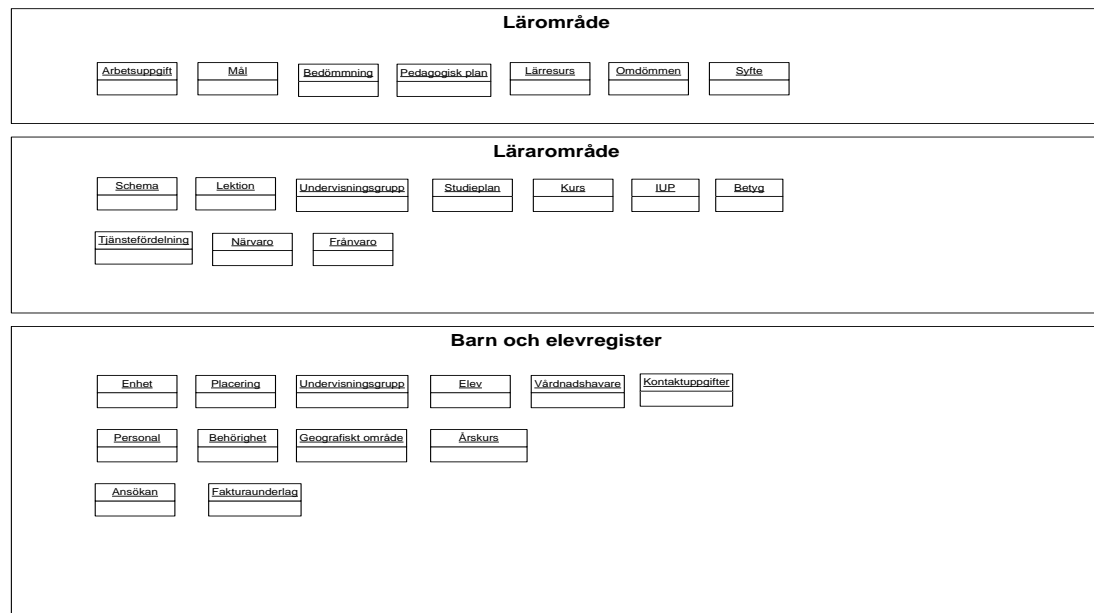 Lärområde
Arbetsuppgift Mål Bedömmning Pedagogisk plan Lärresurs Omdömmen Syfte
Lärarområde
Schema Lektion Undervisningsgrupp Studieplan Kurs IUP Betyg
Tjänstefördelning Närvaro Frånvaro
Barn och elevregister
Enhet Placering Undervisningsgrupp Elev Vårdnadshavare Kontaktuppgifter
Personal Behörighet Geografiskt område Årskurs
Ansökan Fakturaunderlag